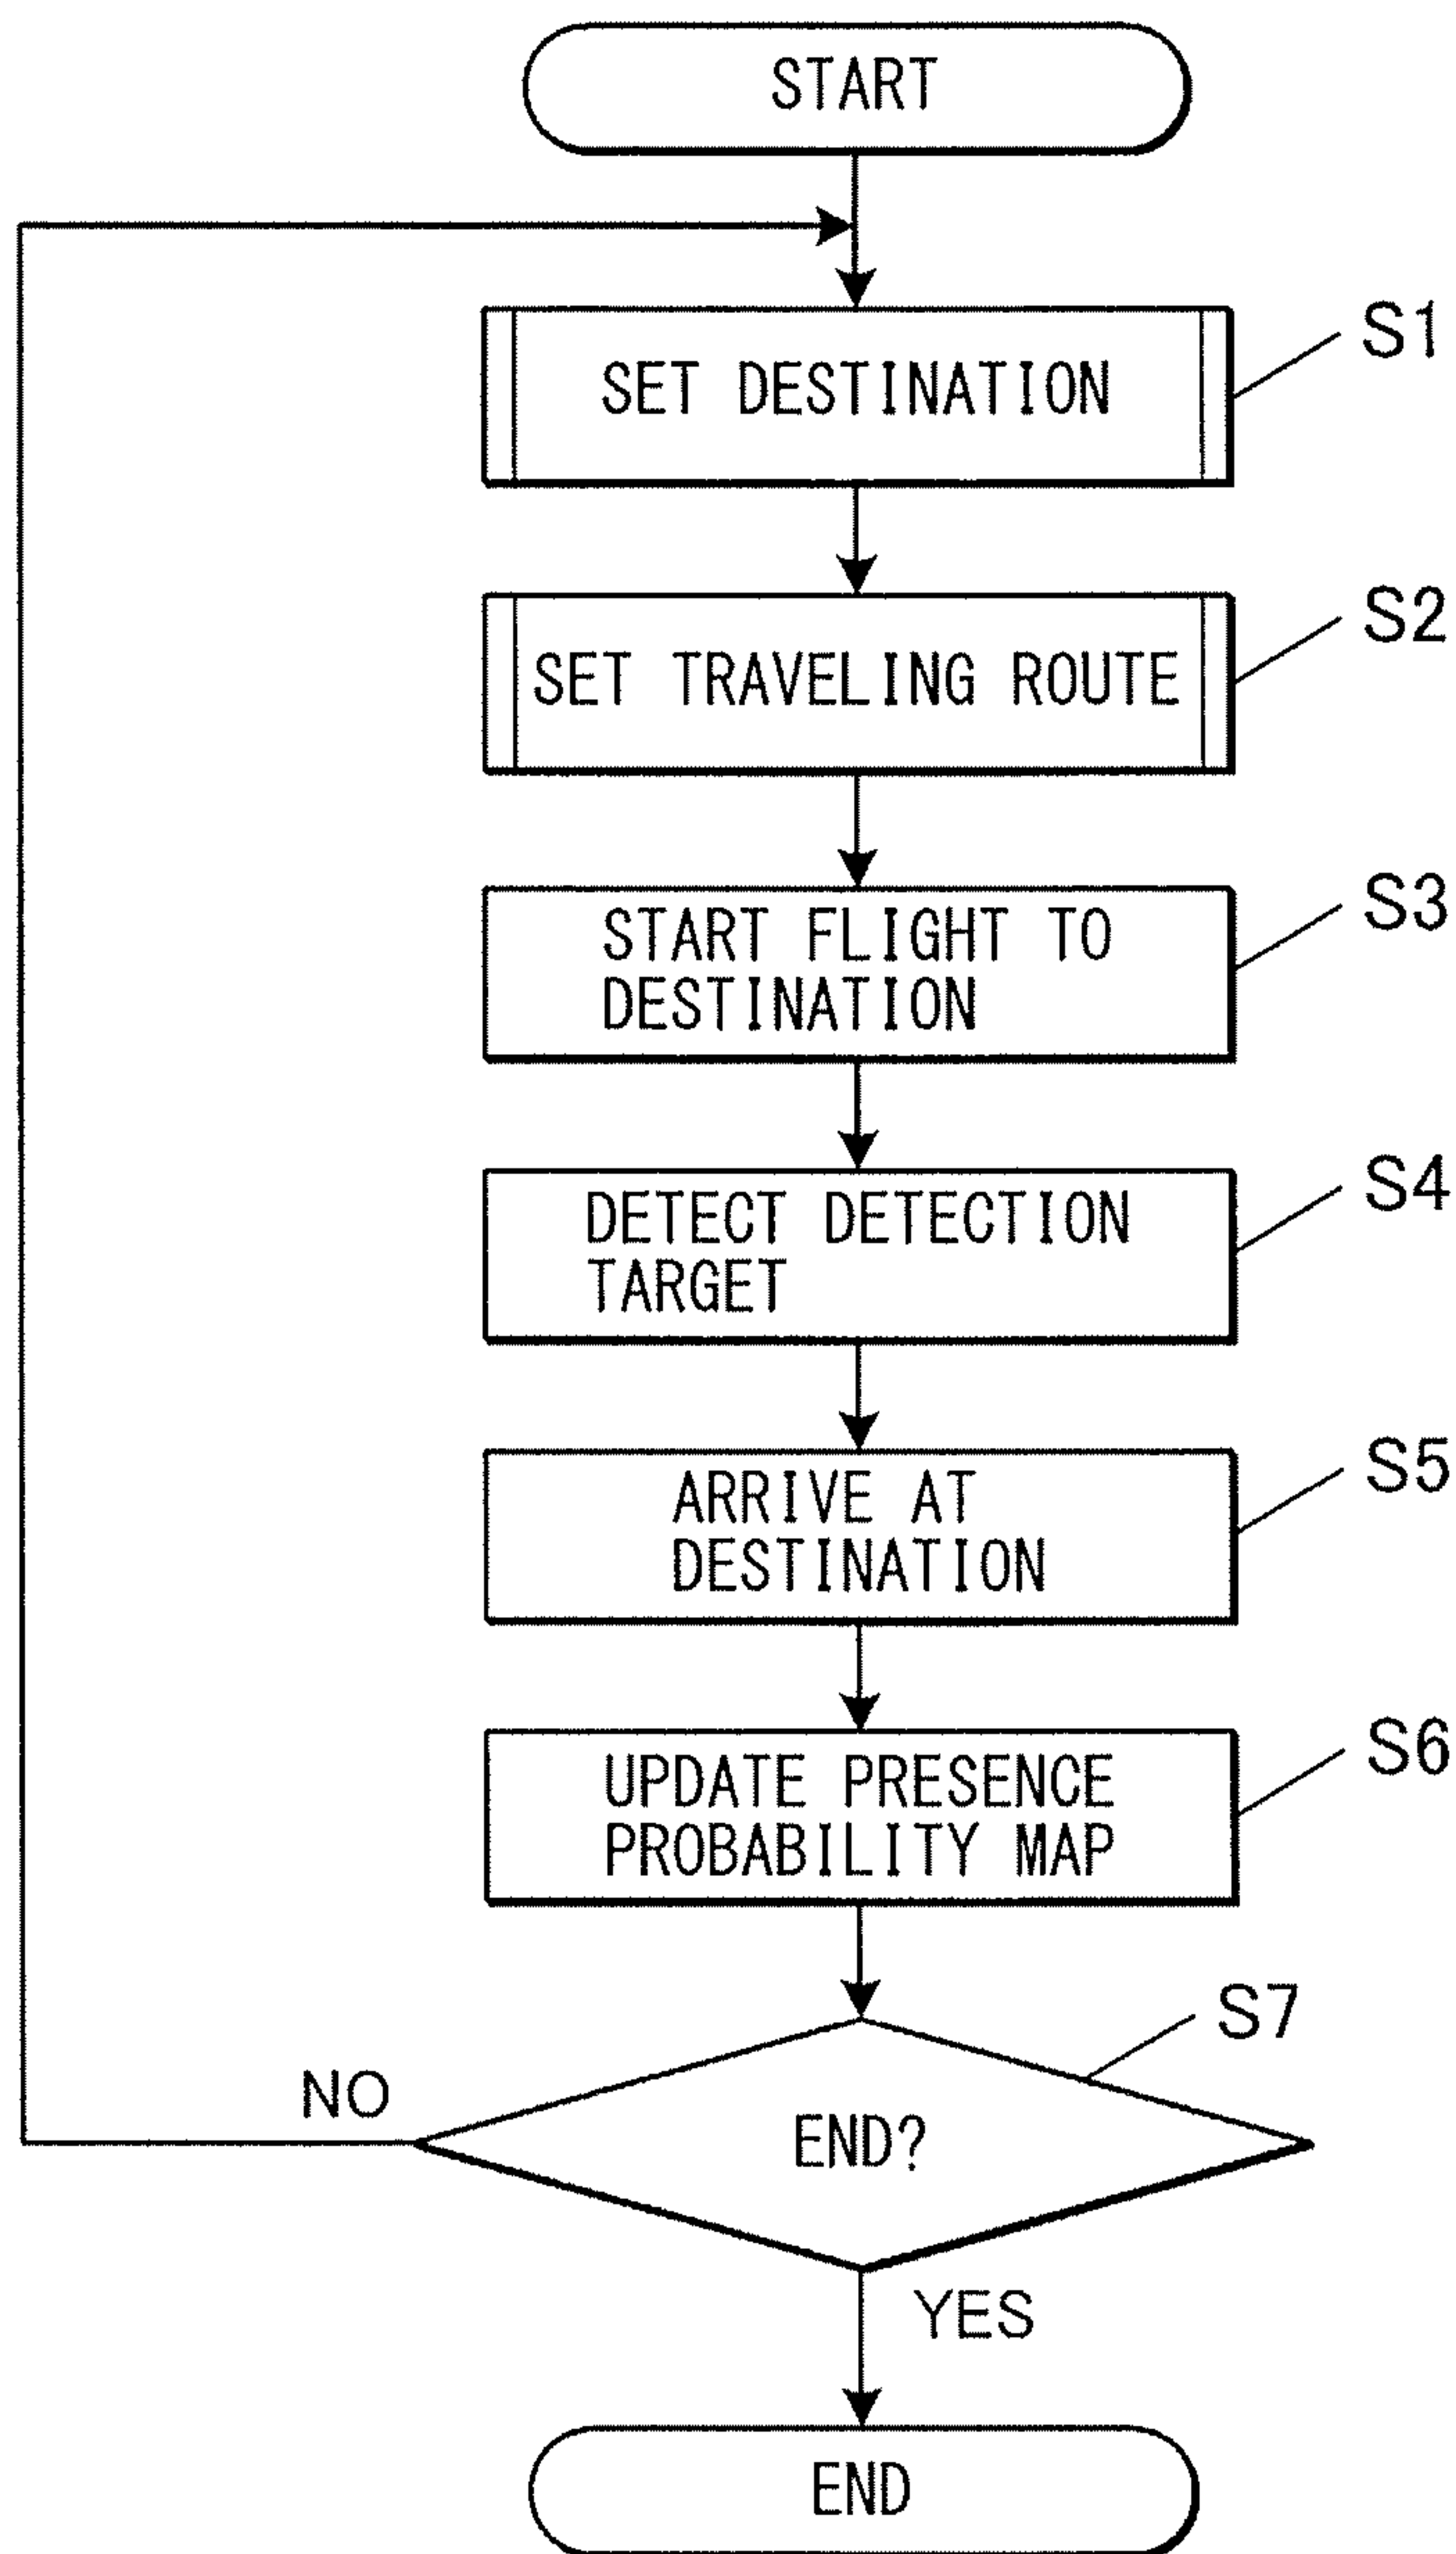 START
SET DESTINATION
S1
SET TRAVELING ROUTE
S2
START FLIGHT TO
DESTINATION
S3
DETECT DETECTION
TARGET
S4
ARRIVE AT
DESTINATION
S5
UPDATE PRESENCE
PROBABILITY MAP
S6
S7
END?
NO
YES
END